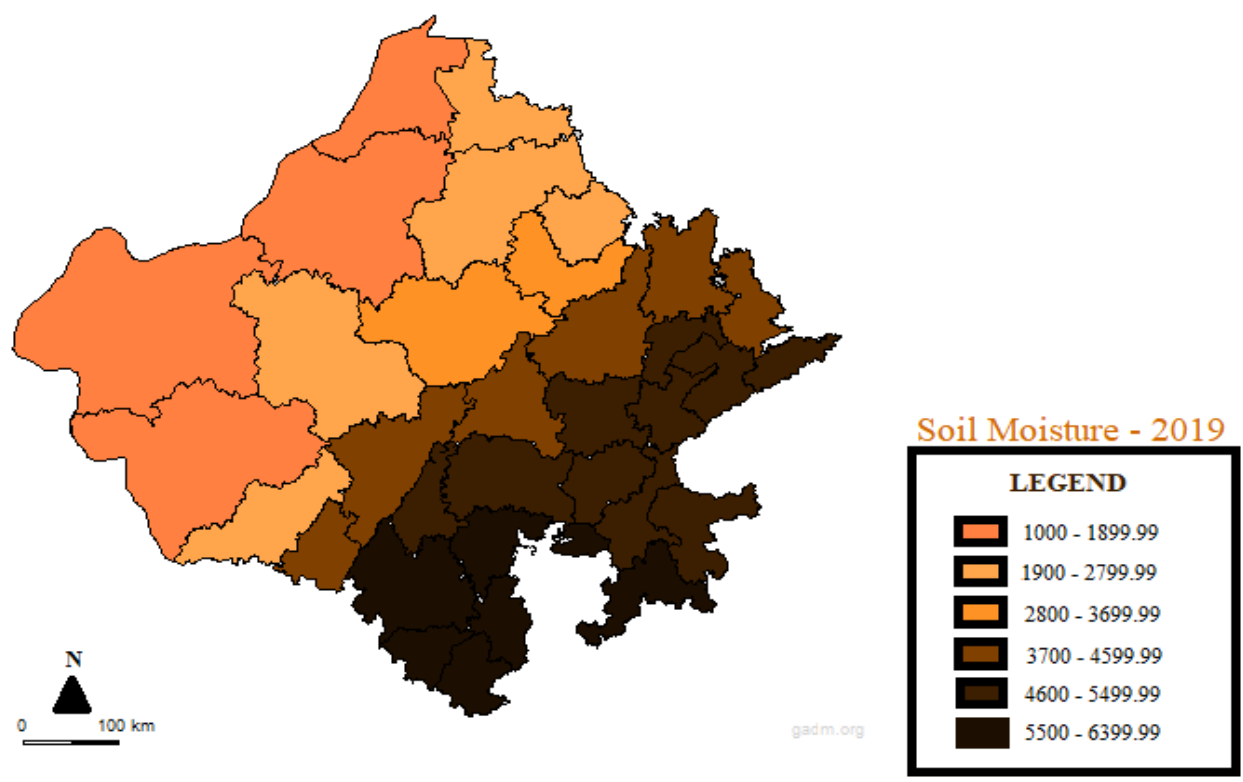 Soil Moisture - 2019
LEGEND
1000 - 1899.99
1900 - 2799.99
2800 - 3699.99
3700 - 4599.99
4600 - 5499.99
5500 - 6399.99
N
0 100 km
gadm.org